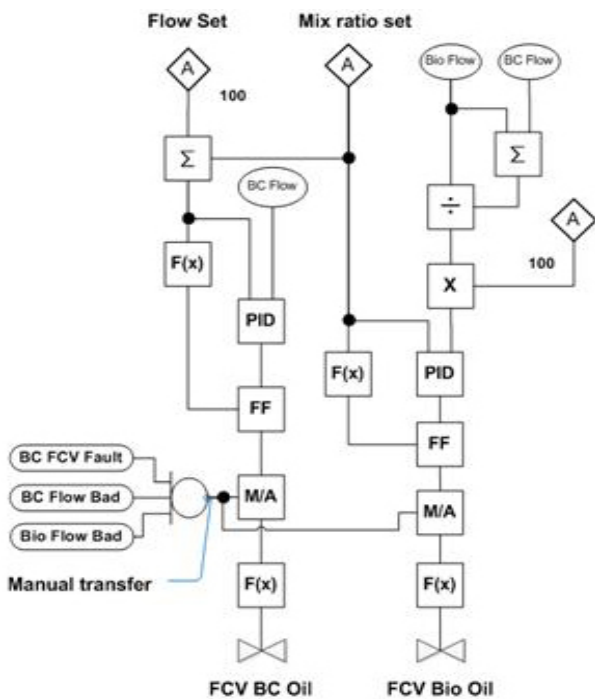 Flow Set
Mix ratio set
A
A
Bio Flow
BC Flow
100
Σ
Σ
BC Flow
÷
A
F(x)
100
X
PID
F(x)
PID
FF
FF
BC FCV Fault
BC Flow Bad
M/A
M/A
Bio Flow Bad
Manual transfer
F(x)
F(x)
FCV BC Oil
FCV Bio Oil